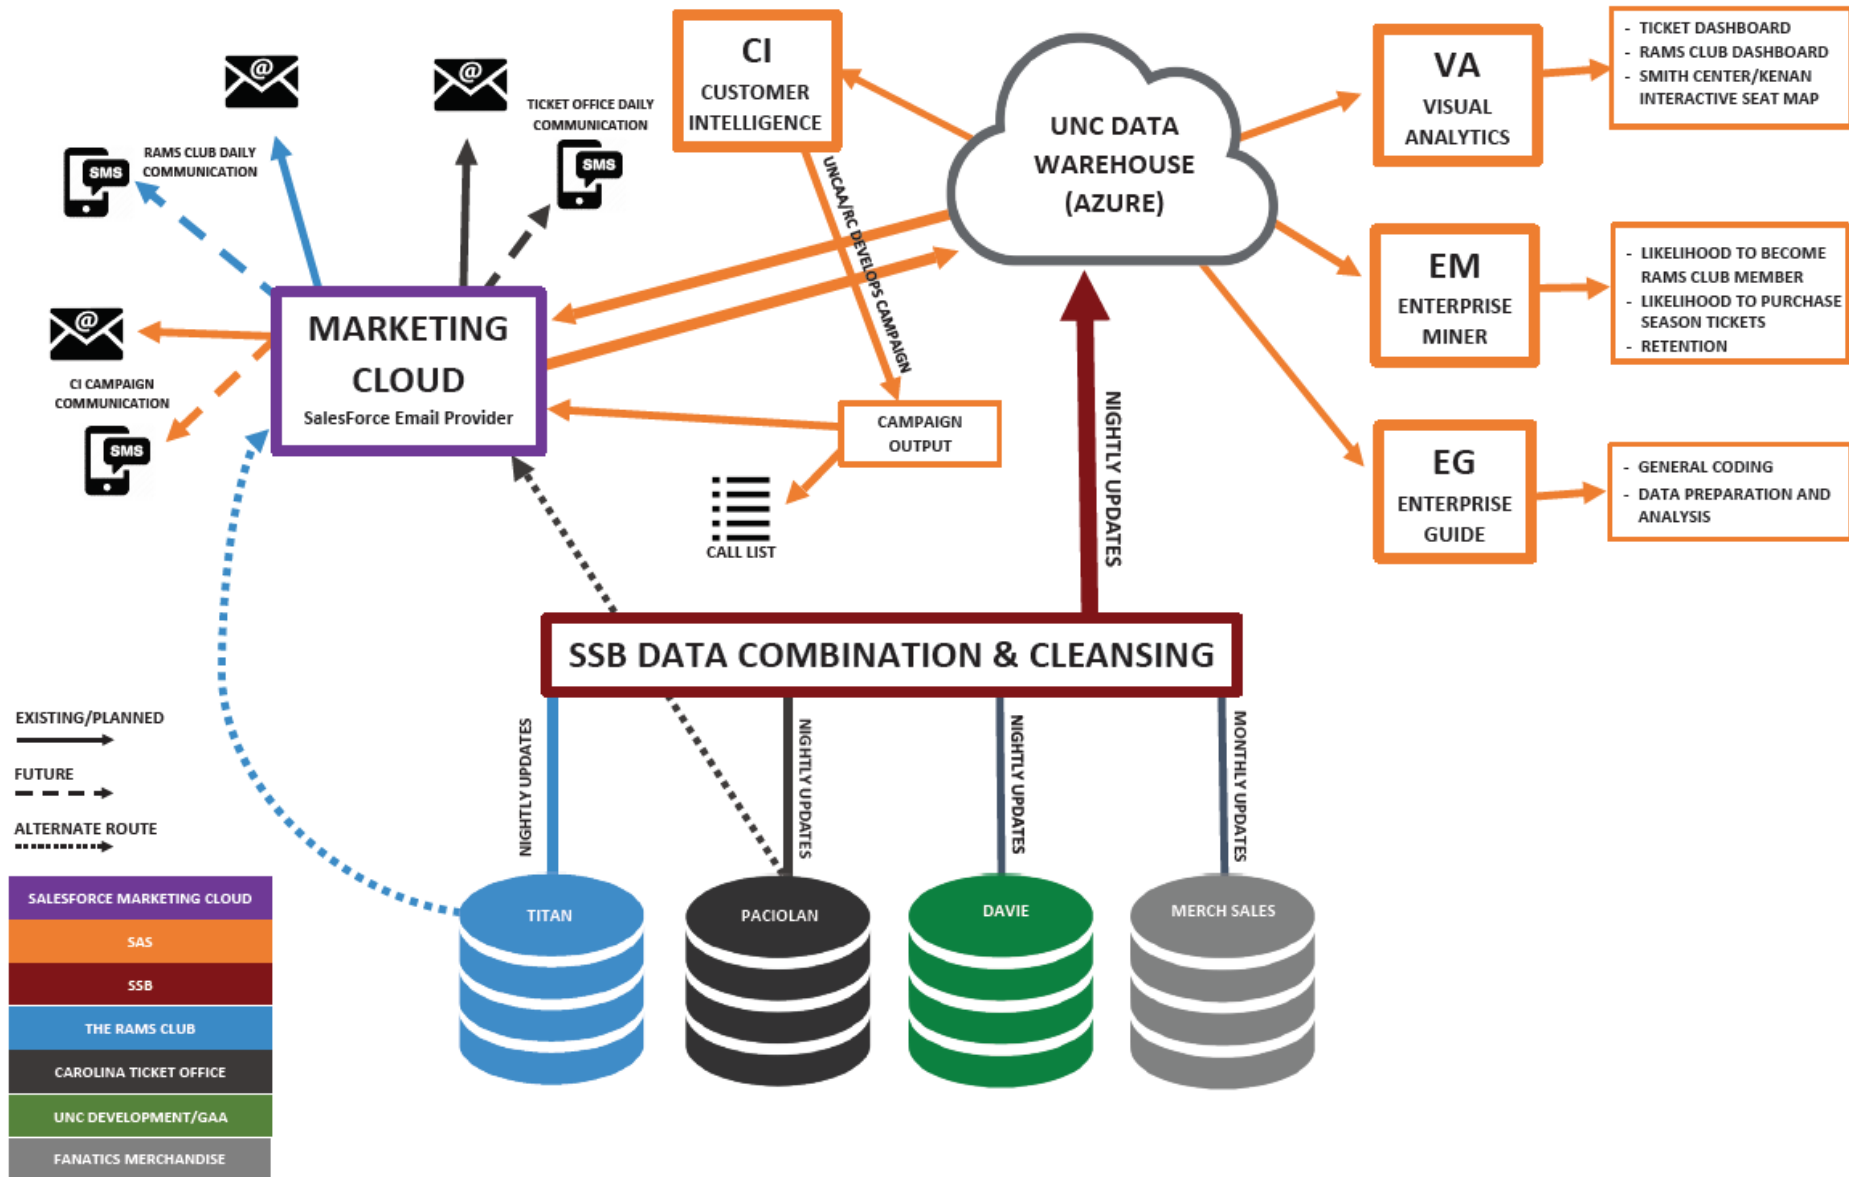 CI
CUSTOMER
INTELLIGENCE
UNC DATA
WAREHOUSE
(AZURE)
VA
VISUAL
ANALYTICS
- TICKET DASHBOARD
- RAMS CLUB DASHBOARD
- SMITH CENTER/KENAN
INTERACTIVE SEAT MAP
@
@
TICKET OFFICE DAILY
COMMUNICATION
SMS
RAMS CLUB DAILY
COMMUNICATION
SMS
UNCAA/RC DEVELOPS CAMPAIGN
EM
ENTERPRISE
MINER
- LIKELIHOOD TO BECOME
RAMS CLUB MEMBER
- LIKELIHOOD TO PURCHASE
SEASON TICKETS
- RETENTION
MARKETING
CLOUD
SalesForce Email Provider
@
CI CAMPAIGN
COMMUNICATION
SMS
CAMPAIGN
OUTPUT
CALL LIST
NIGHTLY UPDATES
EG
ENTERPRISE
GUIDE
- GENERAL CODING
- DATA PREPARATION AND
ANALYSIS
SSB DATA COMBINATION & CLEANSING
NIGHTLY UPDATES
NIGHTLY UPDATES
NIGHTLY UPDATES
MONTHLY UPDATES
EXISTING/PLANNED
FUTURE
ALTERNATE ROUTE
TITAN
PACIOLAN
DAVIE
MERCH SALES
SALESFORCE MARKETING CLOUD
SAS
SSB
THE RAMS CLUB
CAROLINA TICKET OFFICE
UNC DEVELOPMENT/GAA
FANATICS MERCHANDISE